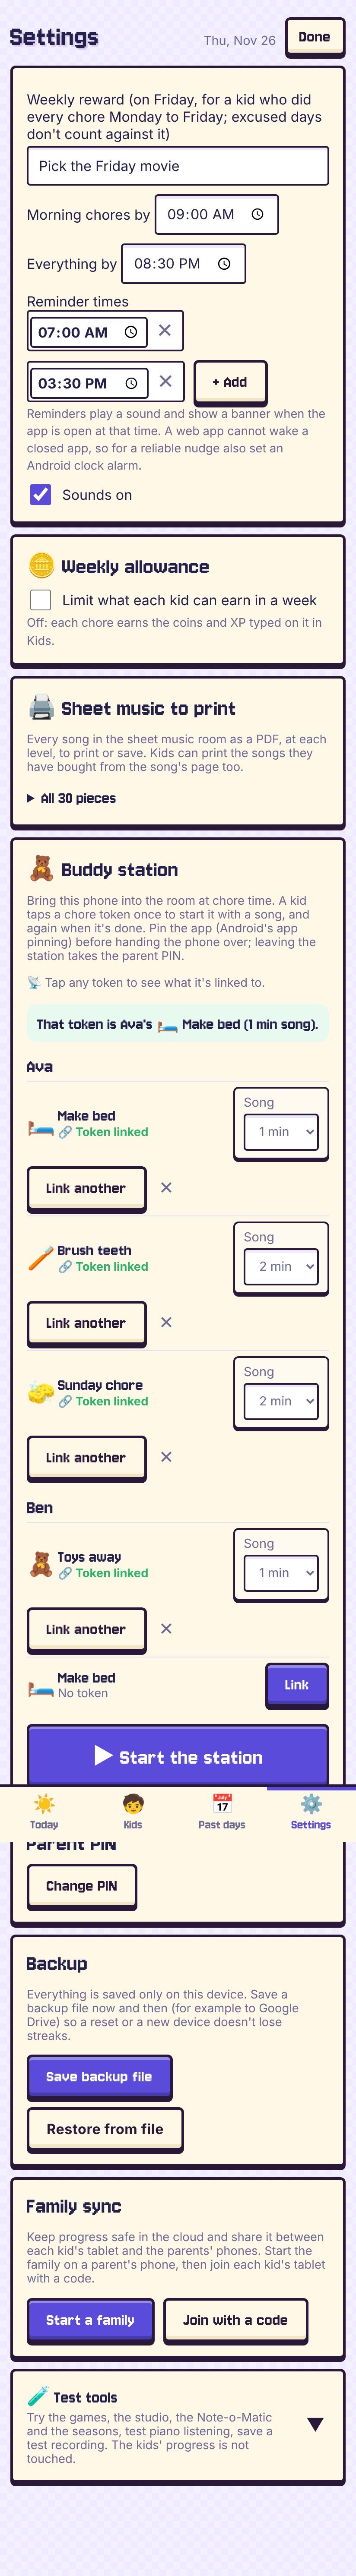 Settings
Thu, Nov 26
Done
Weekly reward (on Friday, for a kid who did
every chore Monday to Friday; excused days
don't count against it)
Pick the Friday movie
Morning chores by 09:00 AM
Everything by 08:30 PM
Reminder times
07:00 AM ✕
03:30 PM ✕ + Add
Reminders play a sound and show a banner when the
app is open at that time. A web app cannot wake a
closed app, so for a reliable nudge also set an
Android clock alarm.
Sounds on
Weekly allowance
Limit what each kid can earn in a week
Off: each chore earns the coins and XP typed on it in
Kids.
Sheet music to print
Every song in the sheet music room as a PDF, at each
level, to print or save. Kids can print the songs they
have bought from the song's page too.
▶ All 30 pieces
Buddy station
Bring this phone into the room at chore time. A kid
taps a chore token once to start it with a song, and
again when it's done. Pin the app (Android's app
pinning) before handing the phone over; leaving the
station takes the parent PIN.
Tap any token to see what it's linked to.
That token is Ava's Make bed (1 min song).
Ava
Make bed
Token linked
Song
1 min
Link another ✕
Brush teeth
Token linked
Song
2 min
Link another ✕
Sunday chore
Token linked
Song
2 min
Link another ✕
Ben
Toys away
Token linked
Song
1 min
Link another ✕
Make bed
No token
Link
▶ Start the station
Today
Kids
Past days
Settings
Parent PIN
Change PIN
Backup
Everything is saved only on this device. Save a
backup file now and then (for example to Google
Drive) so a reset or a new device doesn't lose
streaks.
Save backup file
Restore from file
Family sync
Keep progress safe in the cloud and share it between
each kid's tablet and the parents' phones. Start the
family on a parent's phone, then join each kid's tablet
with a code.
Start a family
Join with a code
Test tools
Try the games, the studio, the Note-o-Matic
and the seasons, test piano listening, save a
test recording. The kids' progress is not
touched.